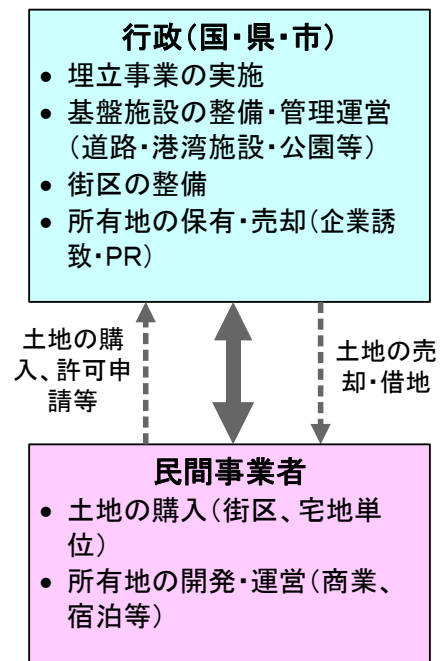 行政(国・県・市)
● 埋立事業の実施
● 基盤施設の整備・管理運営
(道路・港湾施設・公園等)
● 街区の整備
● 所有地の保有・売却(企業誘
致・PR)
土地の購
入、許可申
請等
土地の売
却・借地
民間事業者
● 土地の購入(街区、宅地単
位)
● 所有地の開発・運営(商業、
宿泊等)